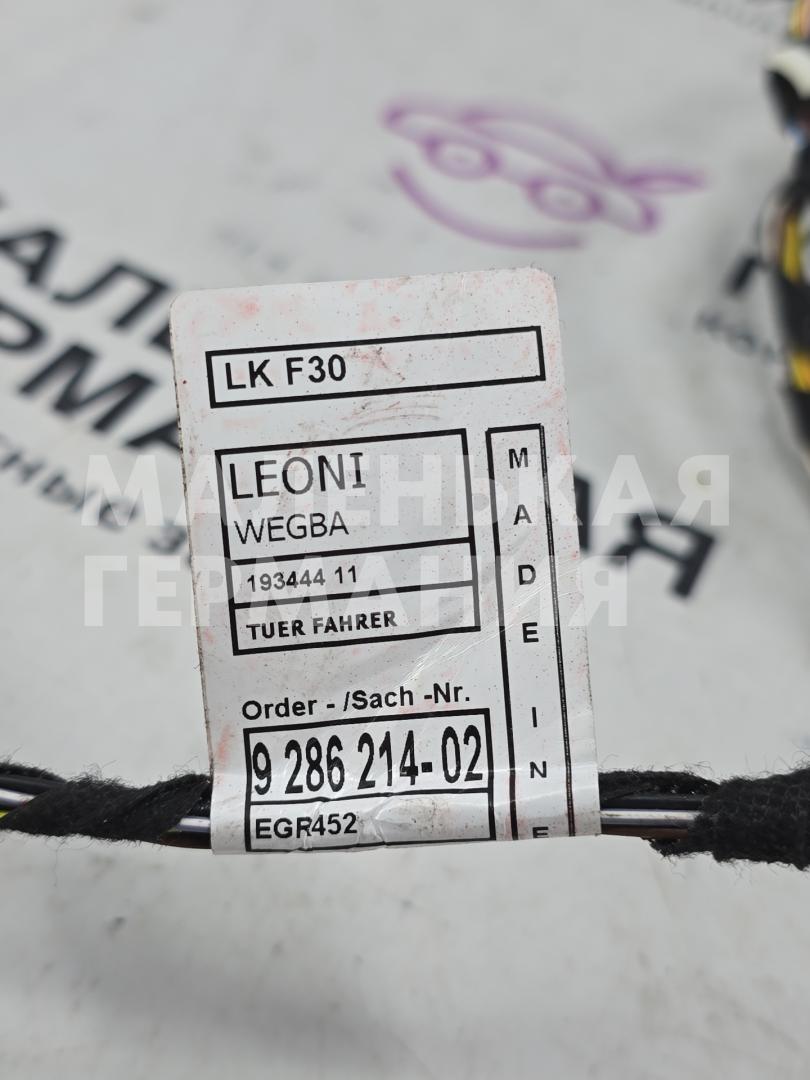 LK F30
LEONI
WEGBA
193444 11
TUER FAHRER
MADE IN E
Order - /Sach -Nr.
9 286 214-02
EGR452
МАЛЕНЬКАЯ
ГЕРМАНИЯ